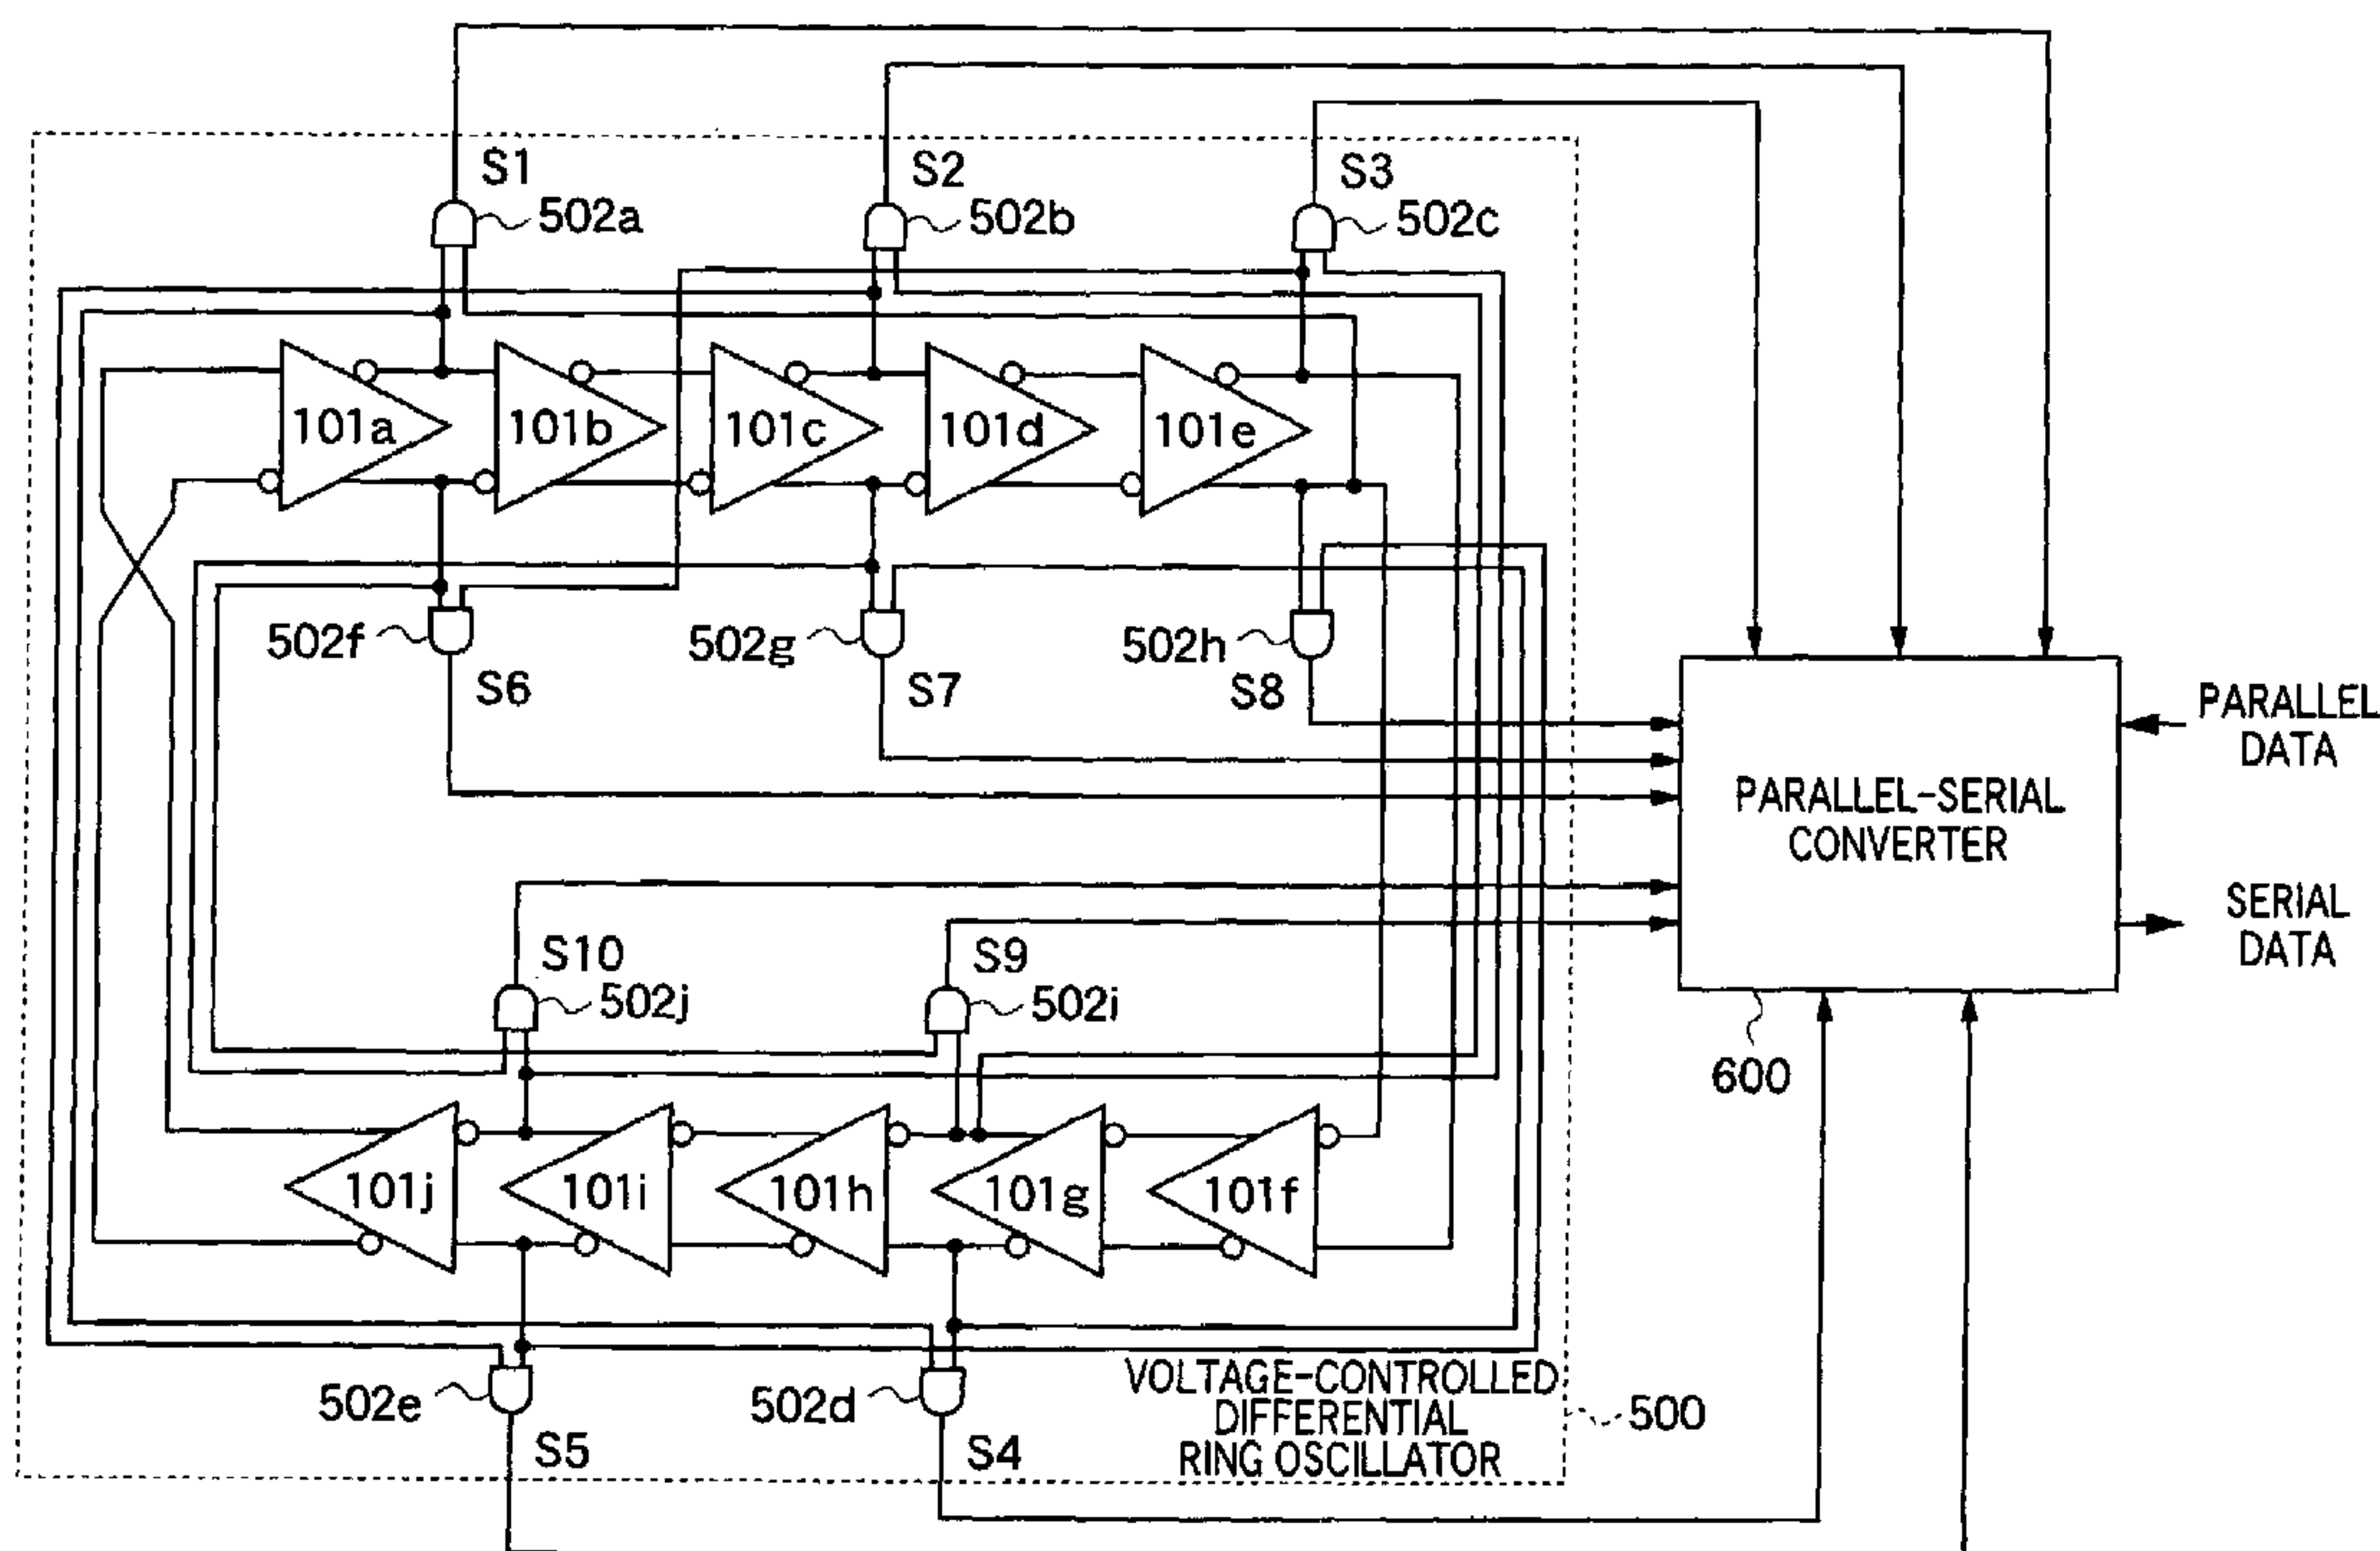 S1
S2
S3
502a
502b
502c
101a
101b
101c
101d
101e
502f
502g
502h
S6
S7
S8
PARALLEL
DATA
PARALLEL-SERIAL
CONVERTER
SERIAL
DATA
S10
S9
502j
502i
600
101j
101i
101h
101g
101f
502e
502d
VOLTAGE-CONTROLLED
DIFFERENTIAL
RING OSCILLATOR
500
S5
S4